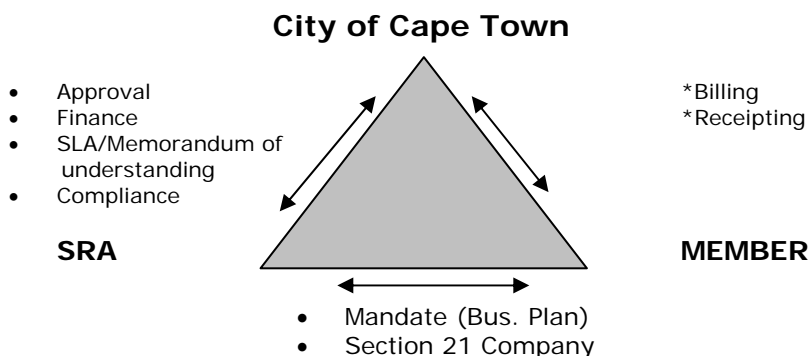 City of Cape Town
• Approval
• Finance
• SLA/Memorandum of
understanding
• Compliance
*Billing
*Receipting
SRA
MEMBER
• Mandate (Bus. Plan)
• Section 21 Company